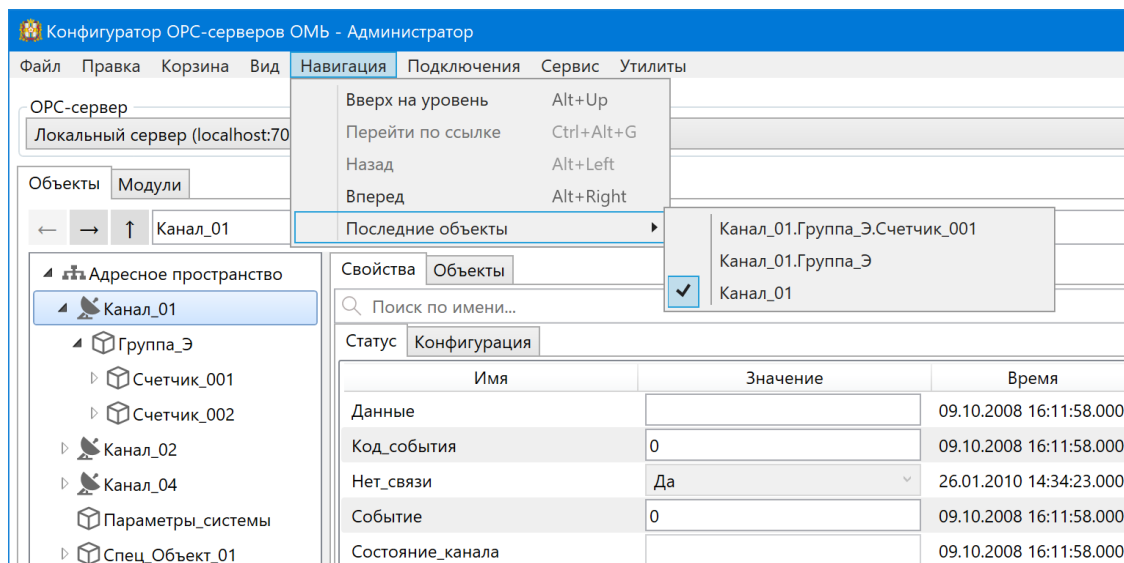 Конфигуратор OPC-серверов ОМЬ - Администратор
Файл Правка Корзина Вид Навигация Подключения Сервис Утилиты
OPC-сервер
Локальный сервер (localhost:70
Вверх на уровень Alt+Up
Перейти по ссылке Ctrl+Alt+G
Назад Alt+Left
Вперед Alt+Right
Последние объекты
Канал_01.Группа_Э.Счетчик_001
Канал_01.Группа_Э
Канал_01
Объекты Модули
Канал_01
Адресное пространство
Канал_01
Группа_Э
Счетчик_001
Счетчик_002
Канал_02
Канал_04
Параметры_системы
Спец_Объект_01
Свойства Объекты
Поиск по имени...
Статус Конфигурация
Имя Значение Время
Данные 09.10.2008 16:11:58.000
Код_события 0 09.10.2008 16:11:58.000
Нет_связи Да 26.01.2010 14:34:23.000
Событие 0 09.10.2008 16:11:58.000
Состояние_канала 09.10.2008 16:11:58.000